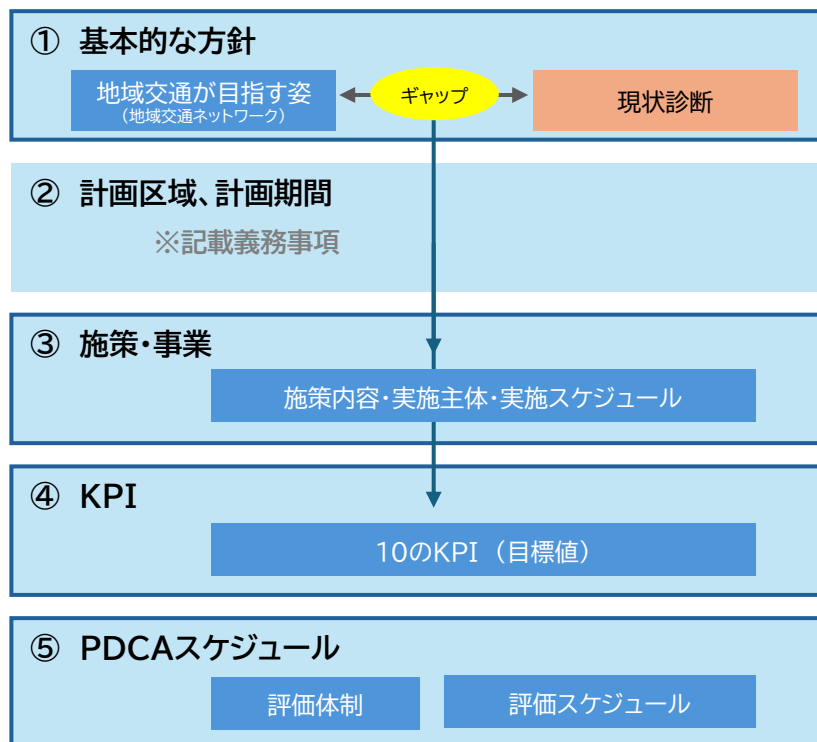 ① 基本的な方針
地域交通が目指す姿
（地域交通ネットワーク）
ギャップ
現状診断
② 計画区域、計画期間
※記載義務事項
③ 施策・事業
施策内容・実施主体・実施スケジュール
④ KPI
10のKPI （目標値）
⑤ PDCAスケジュール
評価体制
評価スケジュール